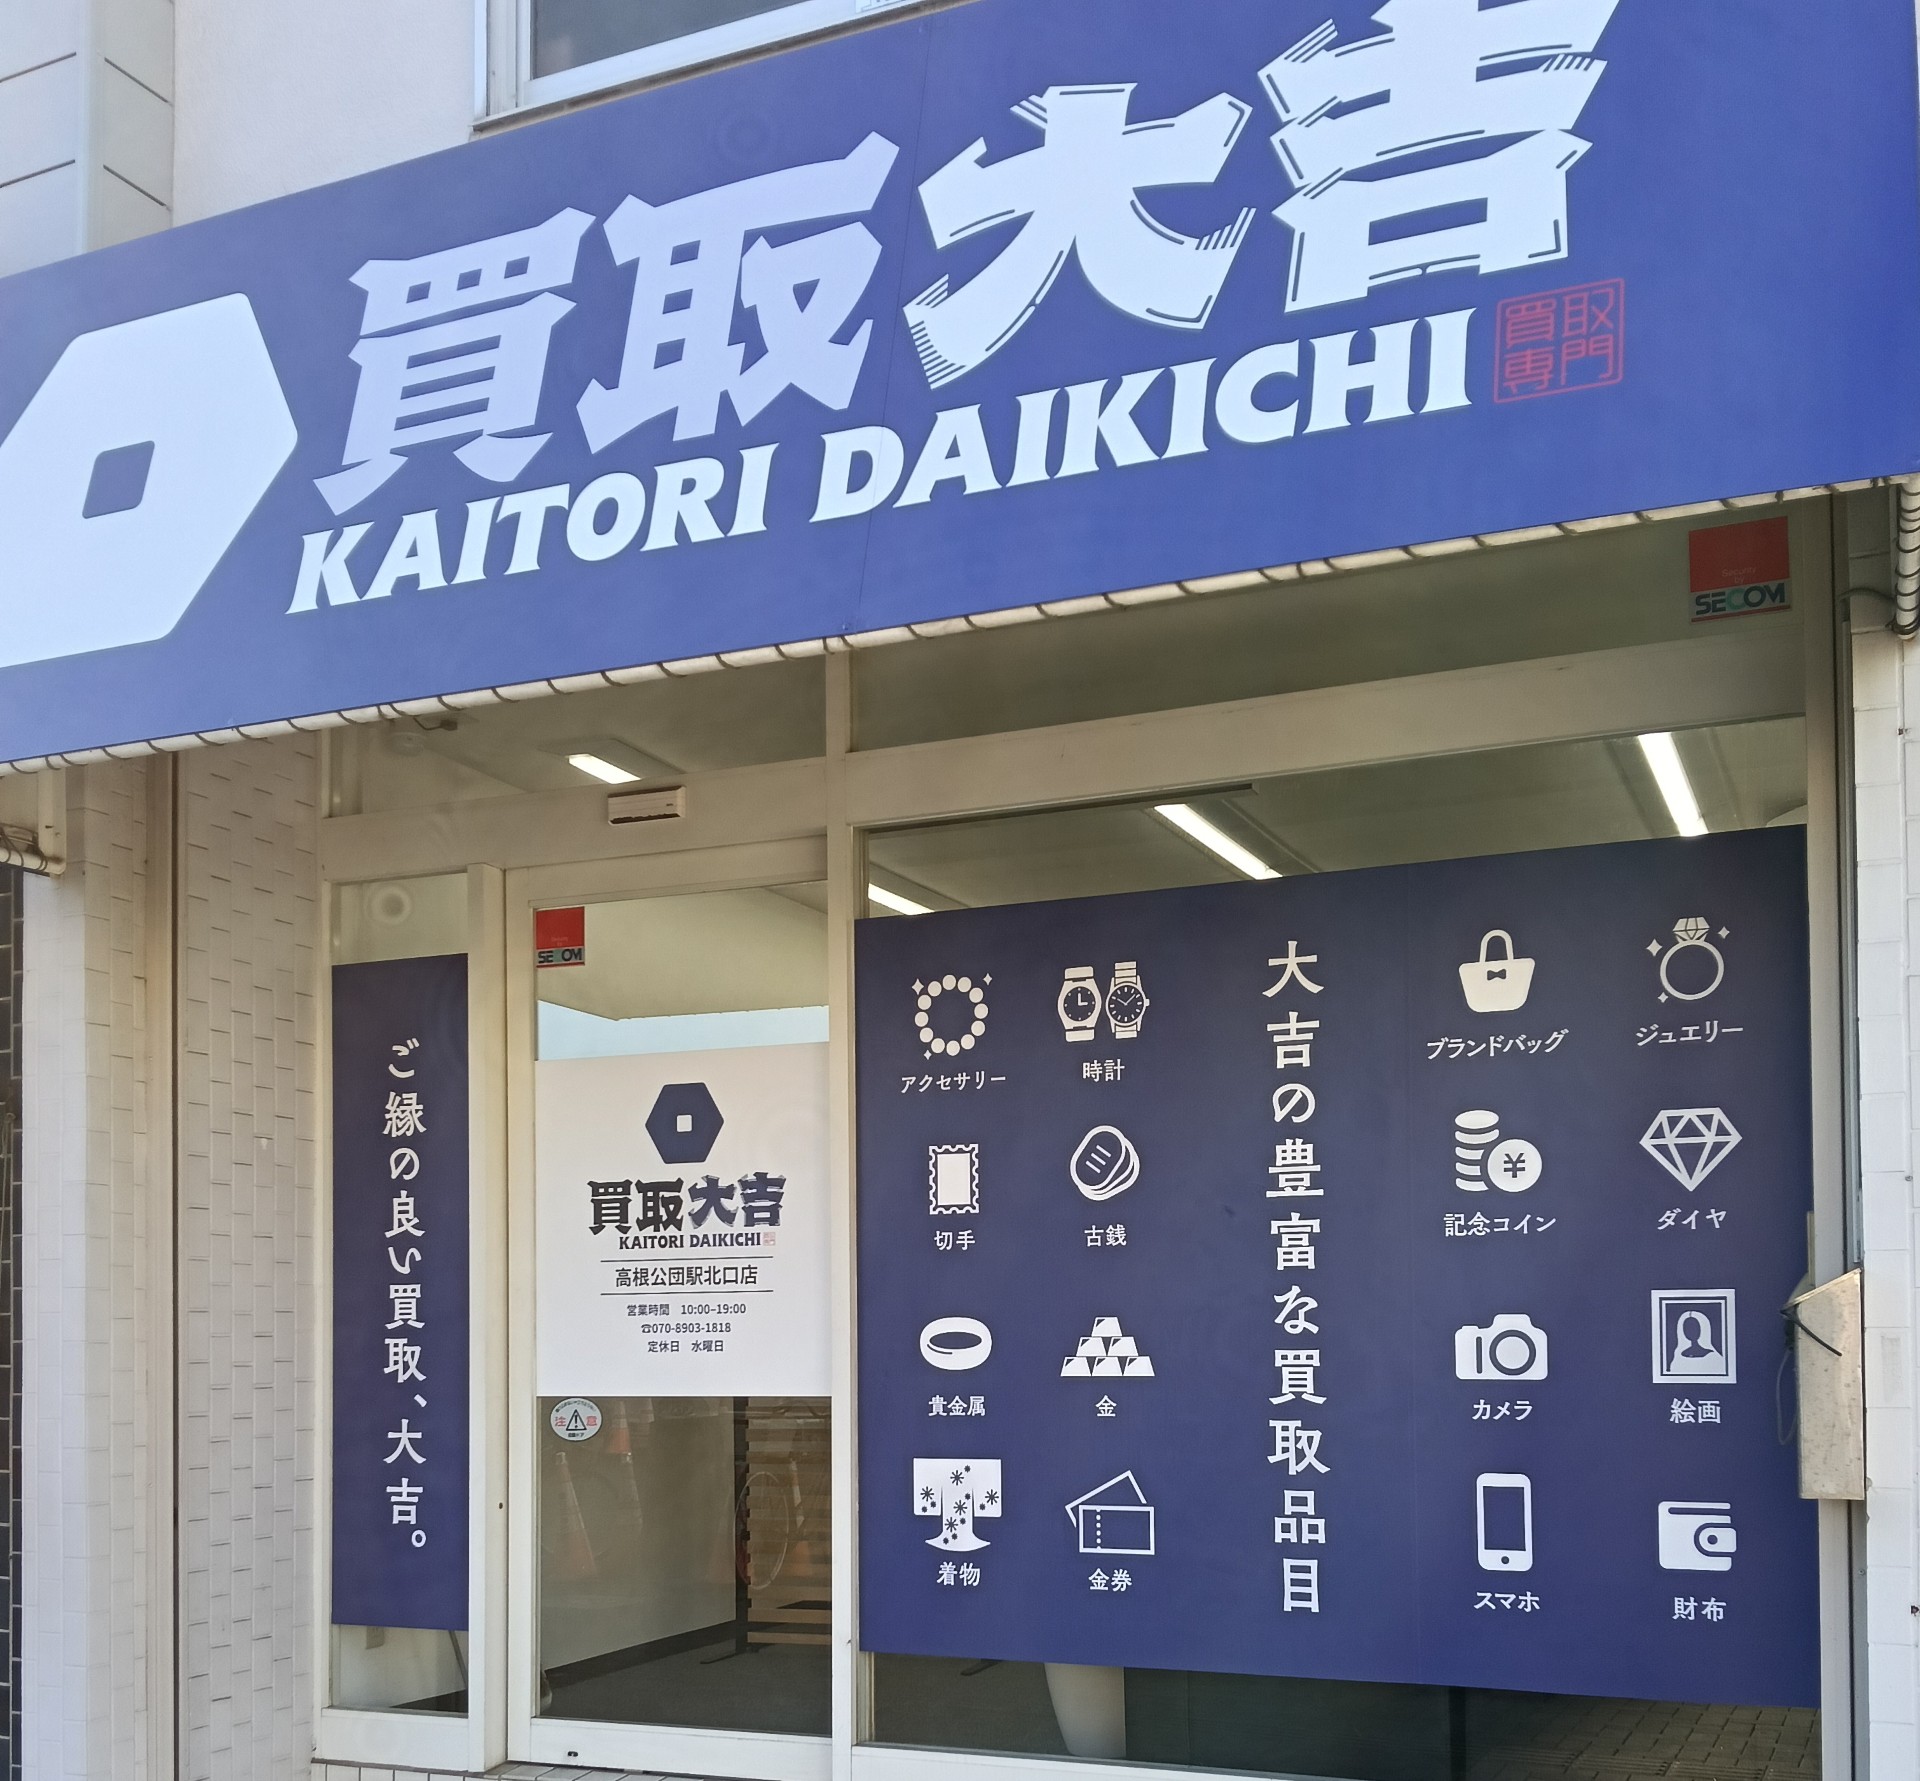 買取大吉
KAITORI DAIKICHI
買取
専門
Security
by
SECOM
SECOM
ご縁の良い買取、大吉。
買取大吉
KAITORI DAIKICHI
高根公団駅北口店
営業時間 10:00–19:00
☎070-8903-1818
定休日 水曜日
注意
アクセサリー
時計
切手
古銭
貴金属
金
着物
金券
大吉の豊富な買取品目
ブランドバッグ
ジュエリー
¥
記念コイン
ダイヤ
カメラ
絵画
スマホ
財布